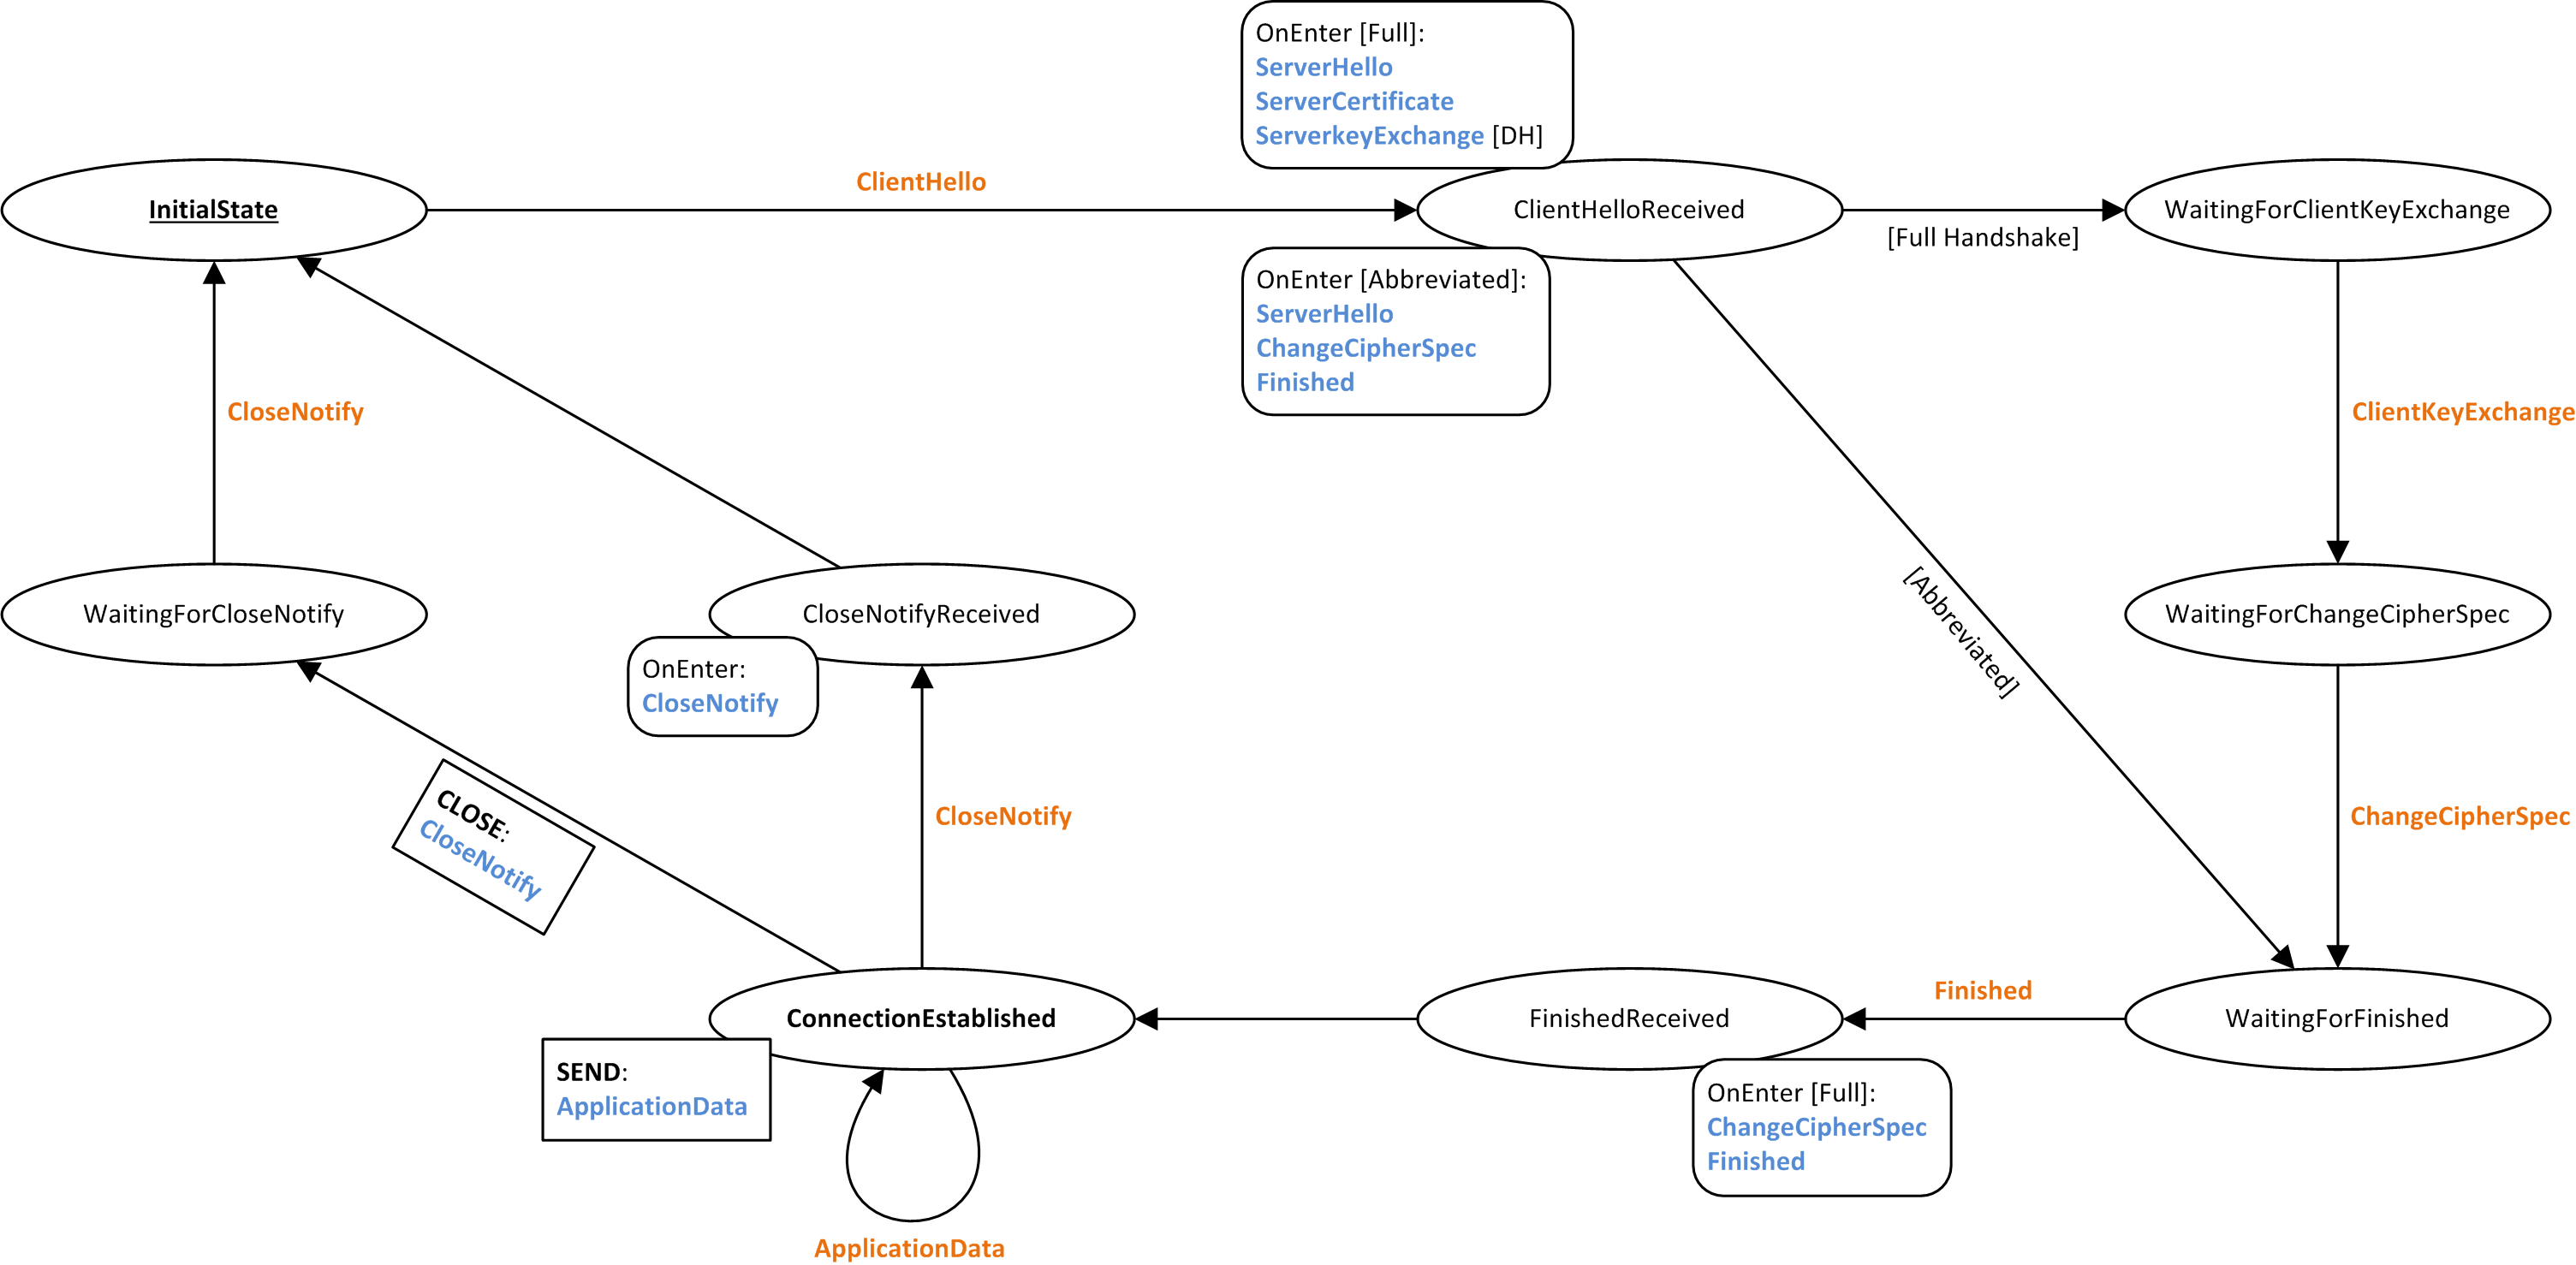 OnEnter [Full]:
ServerHello
ServerCertificate
ServerkeyExchange [DH]
InitialState
ClientHello
ClientHelloReceived
[Full Handshake]
WaitingForClientKeyExchange
OnEnter [Abbreviated]:
ServerHello
ChangeCipherSpec
Finished
CloseNotify
ClientKeyExchange
WaitingForCloseNotify
CloseNotifyReceived
OnEnter:
CloseNotify
[Abbreviated]
WaitingForChangeCipherSpec
CLOSE:
CloseNotify
CloseNotify
ChangeCipherSpec
ConnectionEstablished
SEND:
ApplicationData
ApplicationData
FinishedReceived
Finished
WaitingForFinished
OnEnter [Full]:
ChangeCipherSpec
Finished